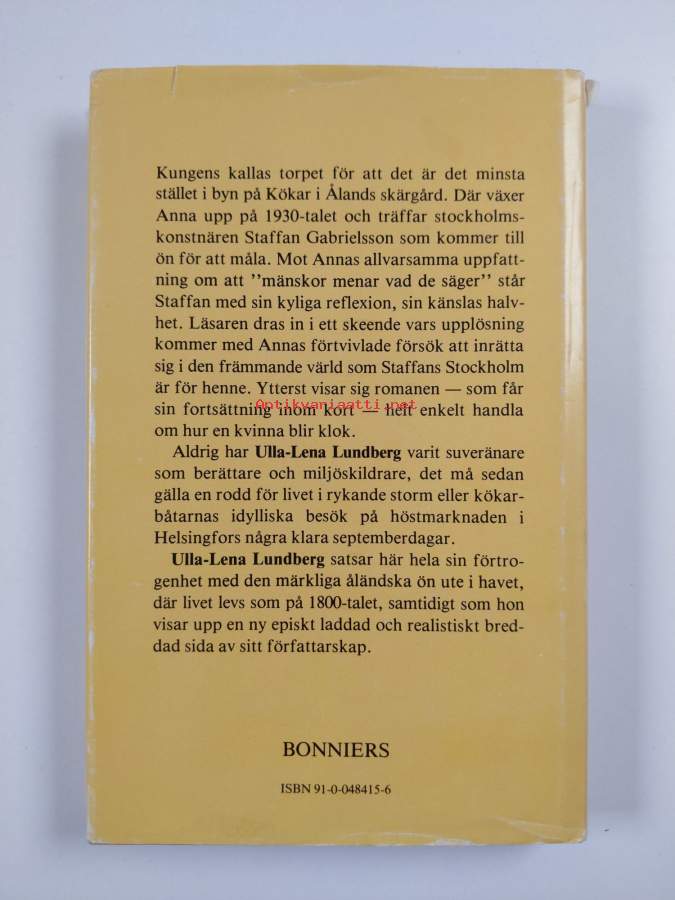 Kungens kallas torpet för att det är det minsta
stället i byn på Kökar i Ålands skärgård. Där växer
Anna upp på 1930-talet och träffar stockholms-
konstnären Staffan Gabrielsson som kommer till
ön för att måla. Mot Annas allvarsamma uppfatt-
ning om att ”mänskor menar vad de säger” står
Staffan med sin kyliga reflexion, sin känslas halv-
het. Läsaren dras in i ett skeende vars upplösning
kommer med Annas förtvivlade försök att inrätta
sig i den främmande värld som Staffans Stockholm
är för henne. Ytterst visar sig romanen — som får
sin fortsättning inom kort — helt enkelt handla
Antikvariaatti.net
om hur en kvinna blir klok.
Aldrig har Ulla-Lena Lundberg varit suveränare
som berättare och miljöskildrare, det må sedan
gälla en rodd för livet i rykande storm eller kökar-
båtarnas idylliska besök på höstmarknaden i
Helsingfors några klara septemberdagar.
Ulla-Lena Lundberg satsar här hela sin förtro-
genhet med den märkliga åländska ön ute i havet,
där livet levs som på 1800-talet, samtidigt som hon
visar upp en ny episkt laddad och realistiskt bred-
dad sida av sitt författarskap.
BONNIERS
ISBN 91-0-048415-6